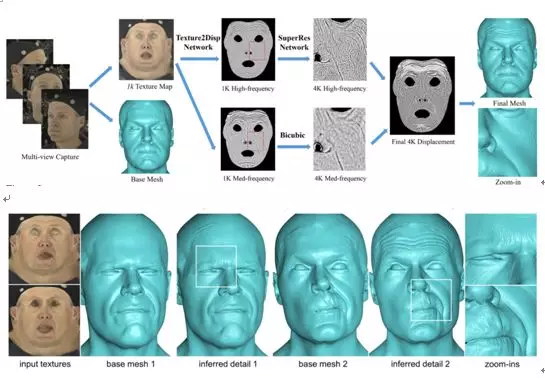 Multi-view Capture
1k Texture Map
Base Mesh
Texture2Disp
Network
1K High-frequency
1K Med-frequency
SuperRes
Network
Bicubic
4K High-frequency
4K Med-frequency
Final 4K Displacement
Final Mesh
Zoom-in
input textures
base mesh 1
inferred detail 1
base mesh 2
inferred detail 2
zoom-ins